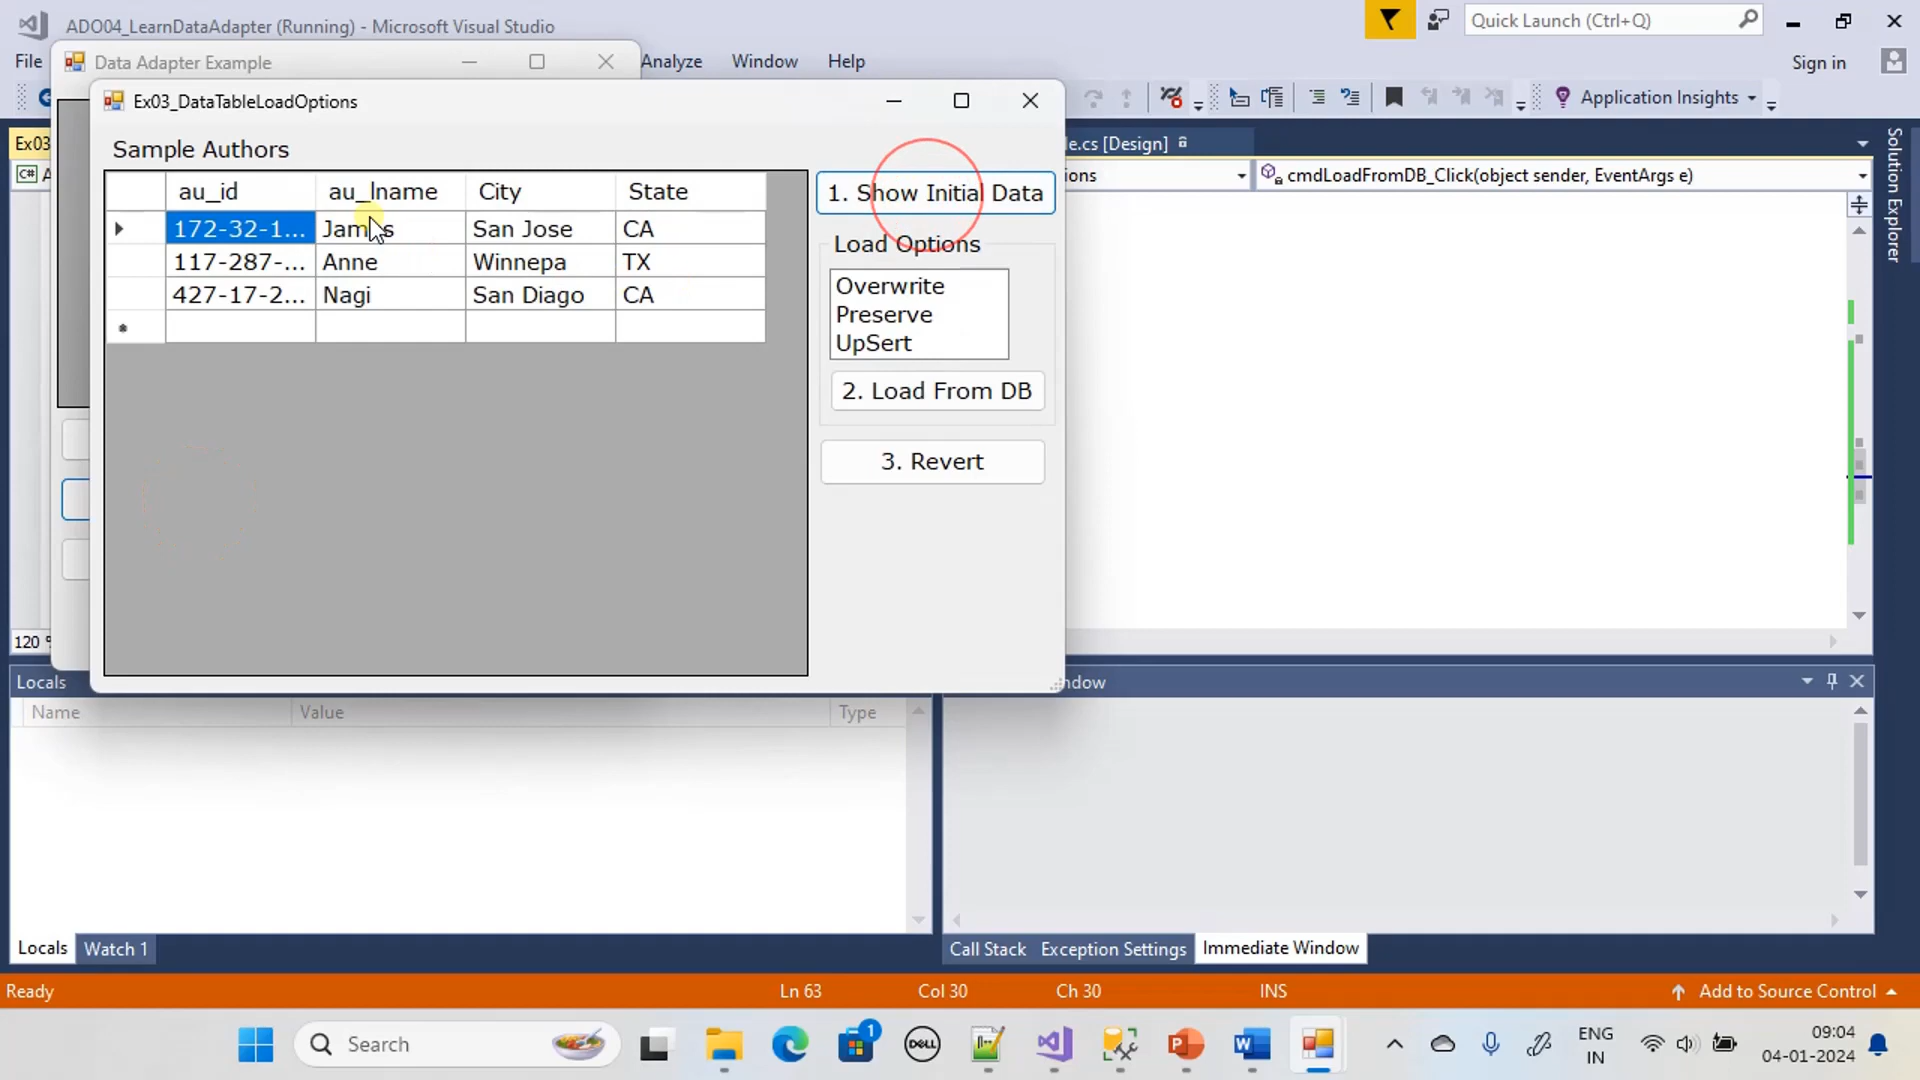 ADO04_LearnDataAdapter (Running) - Microsoft Visual Studio
Quick Launch (Ctrl+Q)
File
Data Adapter Example
Analyze
Window
Help
Sign in
Ex03_DataTableLoadOptions
Application Insights
Ex03
e.cs [Design]
Sample Authors
C#
ions
cmdLoadFromDB_Click(object sender, EventArgs e)
Solution Explorer
au_id au_lname City State
172-32-1... James San Jose CA
117-287-... Anne Winnepa TX
427-17-2... Nagi San Diago CA
1. Show Initial Data
Load Options
Overwrite
Preserve
UpSert
2. Load From DB
3. Revert
120 %
Locals
ndow
Name Value Type
Locals Watch 1
Call Stack Exception Settings Immediate Window
Ready Ln 63 Col 30 Ch 30 INS Add to Source Control
Search
1
DELL
ENG
IN
09:04
04-01-2024